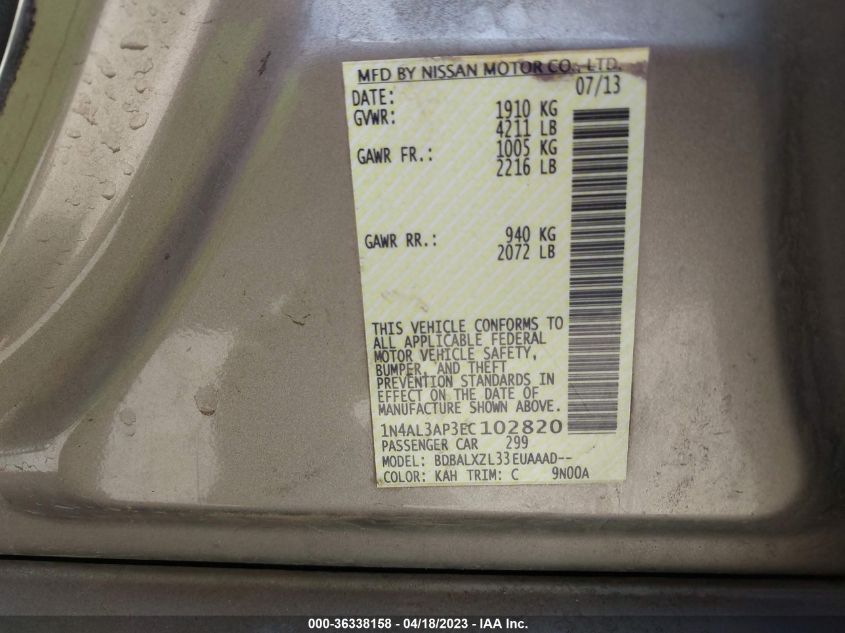 MFD BY NISSAN MOTOR CO., LTD.
DATE: 07/13
GVWR: 1910 KG
4211 LB
GAWR FR.: 1005 KG
2216 LB
GAWR RR.: 940 KG
2072 LB
THIS VEHICLE CONFORMS TO
ALL APPLICABLE FEDERAL
MOTOR VEHICLE SAFETY,
BUMPER, AND THEFT
PREVENTION STANDARDS IN
EFFECT ON THE DATE OF
MANUFACTURE SHOWN ABOVE.
1N4AL3AP3EC102820
PASSENGER CAR 299
MODEL: BDBALXZL33EUAAAD--
COLOR: KAH TRIM: C 9N00A
000-36338158 - 04/18/2023 - IAA Inc.